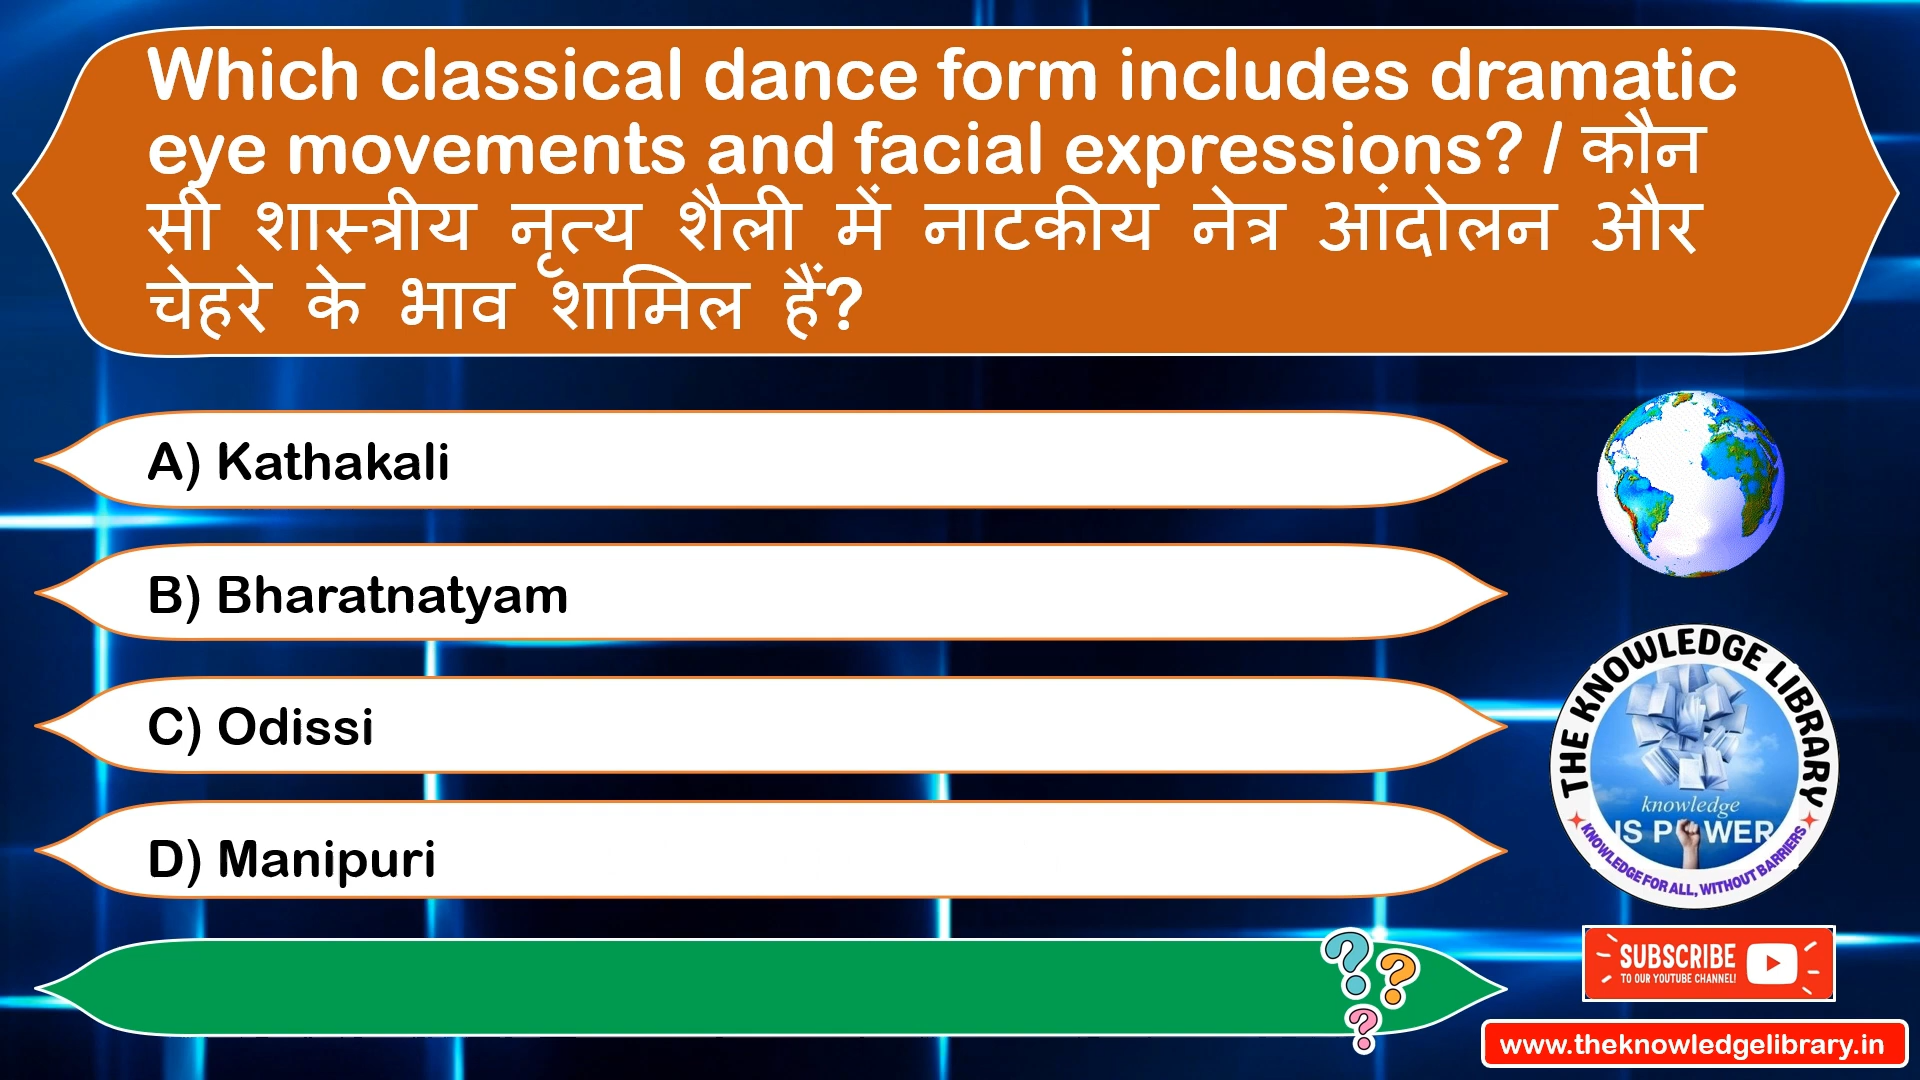 Which classical dance form includes dramatic
eye movements and facial expressions? / कौन
सी शास्त्रीय नृत्य शैली में नाटकीय नेत्र आंदोलन और
चेहरे के भाव शामिल हैं?
A) Kathakali
B) Bharatnatyam
C) Odissi
D) Manipuri
THE KNOWLEDGE LIBRARY
knowledge
IS POWER
KNOWLEDGE FOR ALL, WITHOUT BARRIERS
SUBSCRIBE
TO OUR YOUTUBE CHANNEL!
www.theknowledgelibrary.in